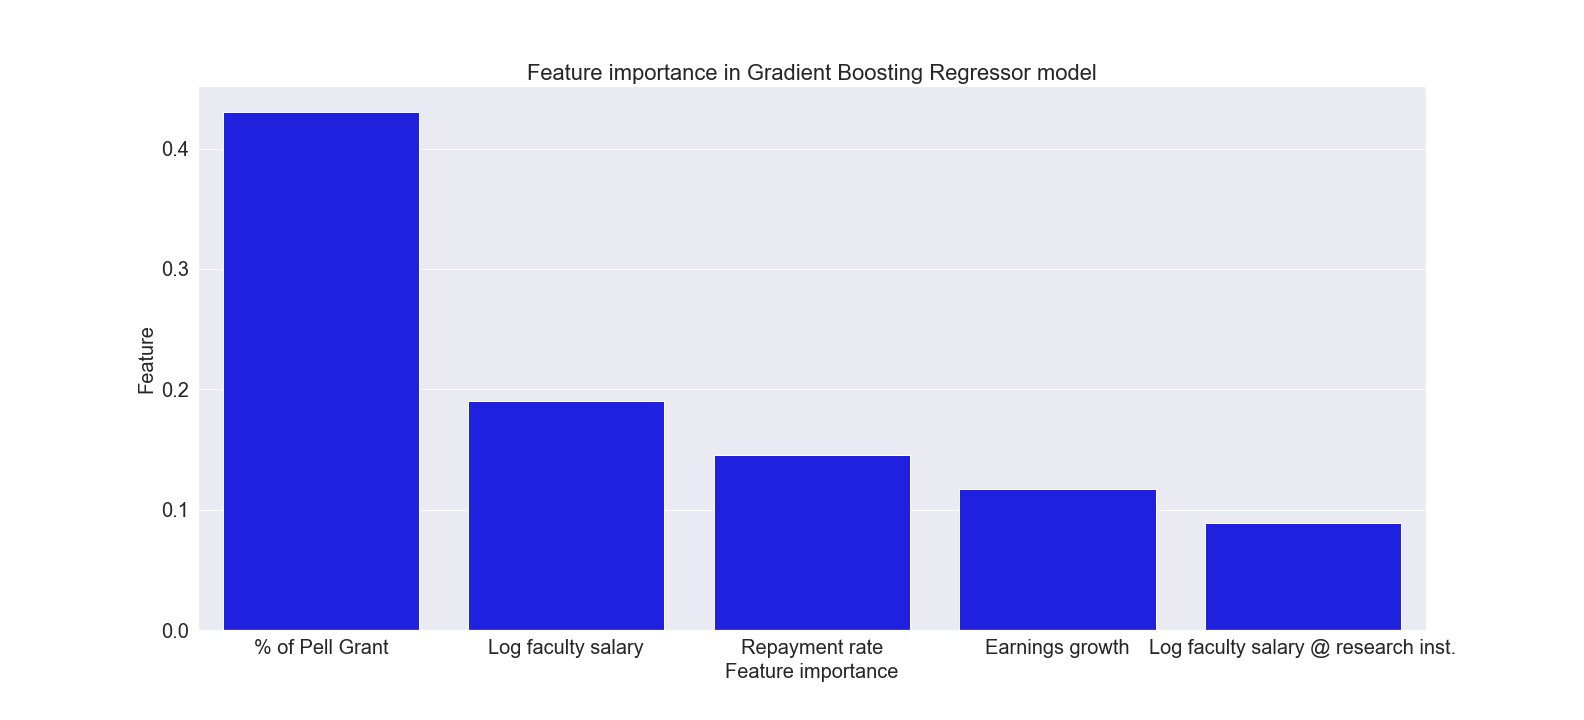 Feature importance in Gradient Boosting Regressor model
0.4
0.3
0.2
0.1
0.0
Feature
% of Pell Grant
Log faculty salary
Repayment rate
Earnings growth
Log faculty salary @ research inst.
Feature importance